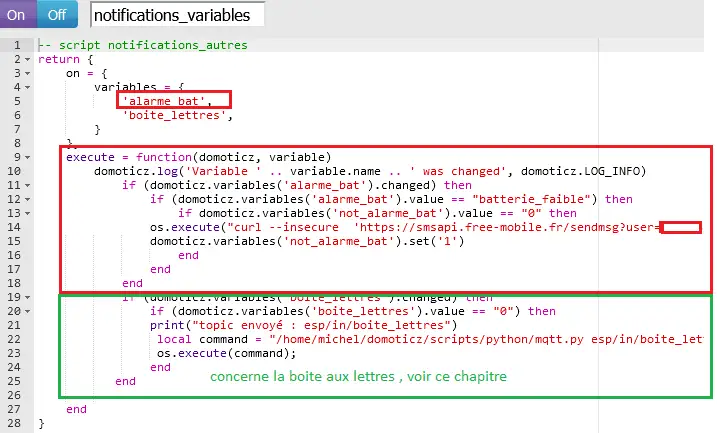 On Off notifications_variables
1 -- script notifications_autres
2 return {
3 on = {
4 variables = {
5 'alarme_bat',
6 'boite_lettres',
7 }
8 },
9 execute = function(domoticz, variable)
10 domoticz.log('Variable ' .. variable.name .. ' was changed', domoticz.LOG_INFO)
11 if (domoticz.variables('alarme_bat').changed) then
12 if (domoticz.variables('alarme_bat').value == "batterie_faible") then
13 if domoticz.variables('not_alarme_bat').value == "0" then
14 os.execute("curl --insecure 'https://smsapi.free-mobile.fr/sendmsg?user=
15 domoticz.variables('not_alarme_bat').set('1')
16 end
17 end
18 end
19 if (domoticz.variables('boite_lettres').changed) then
20 if (domoticz.variables('boite_lettres').value == "0") then
21 print("topic envoyé : esp/in/boite_lettres")
22 local command = "/home/michel/domoticz/scripts/python/mqtt.py esp/in/boite_let
23 os.execute(command);
24 end
25 end
concerne la boite aux lettres , voir ce chapitre
26
27 end
28 }